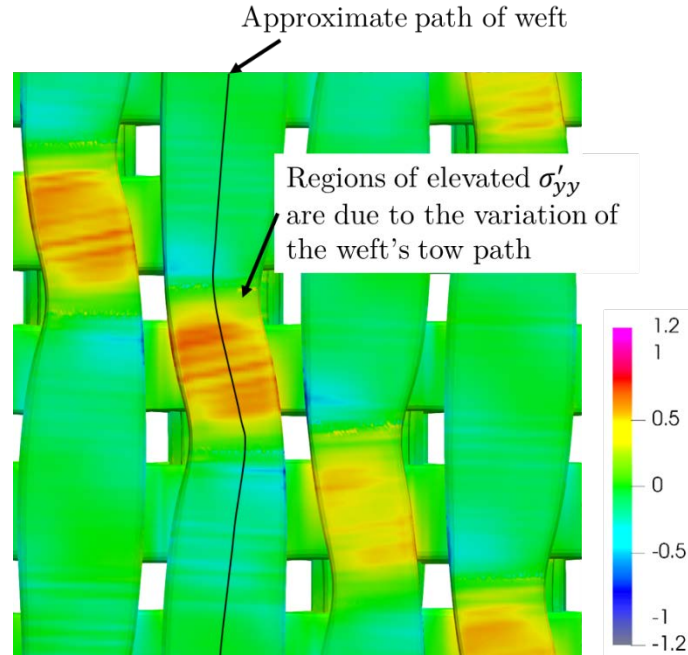 Approximate path of weft
Regions of elevated σ′yy
are due to the variation of
the weft's tow path
1.2
1
0.5
0
-0.5
-1
-1.2